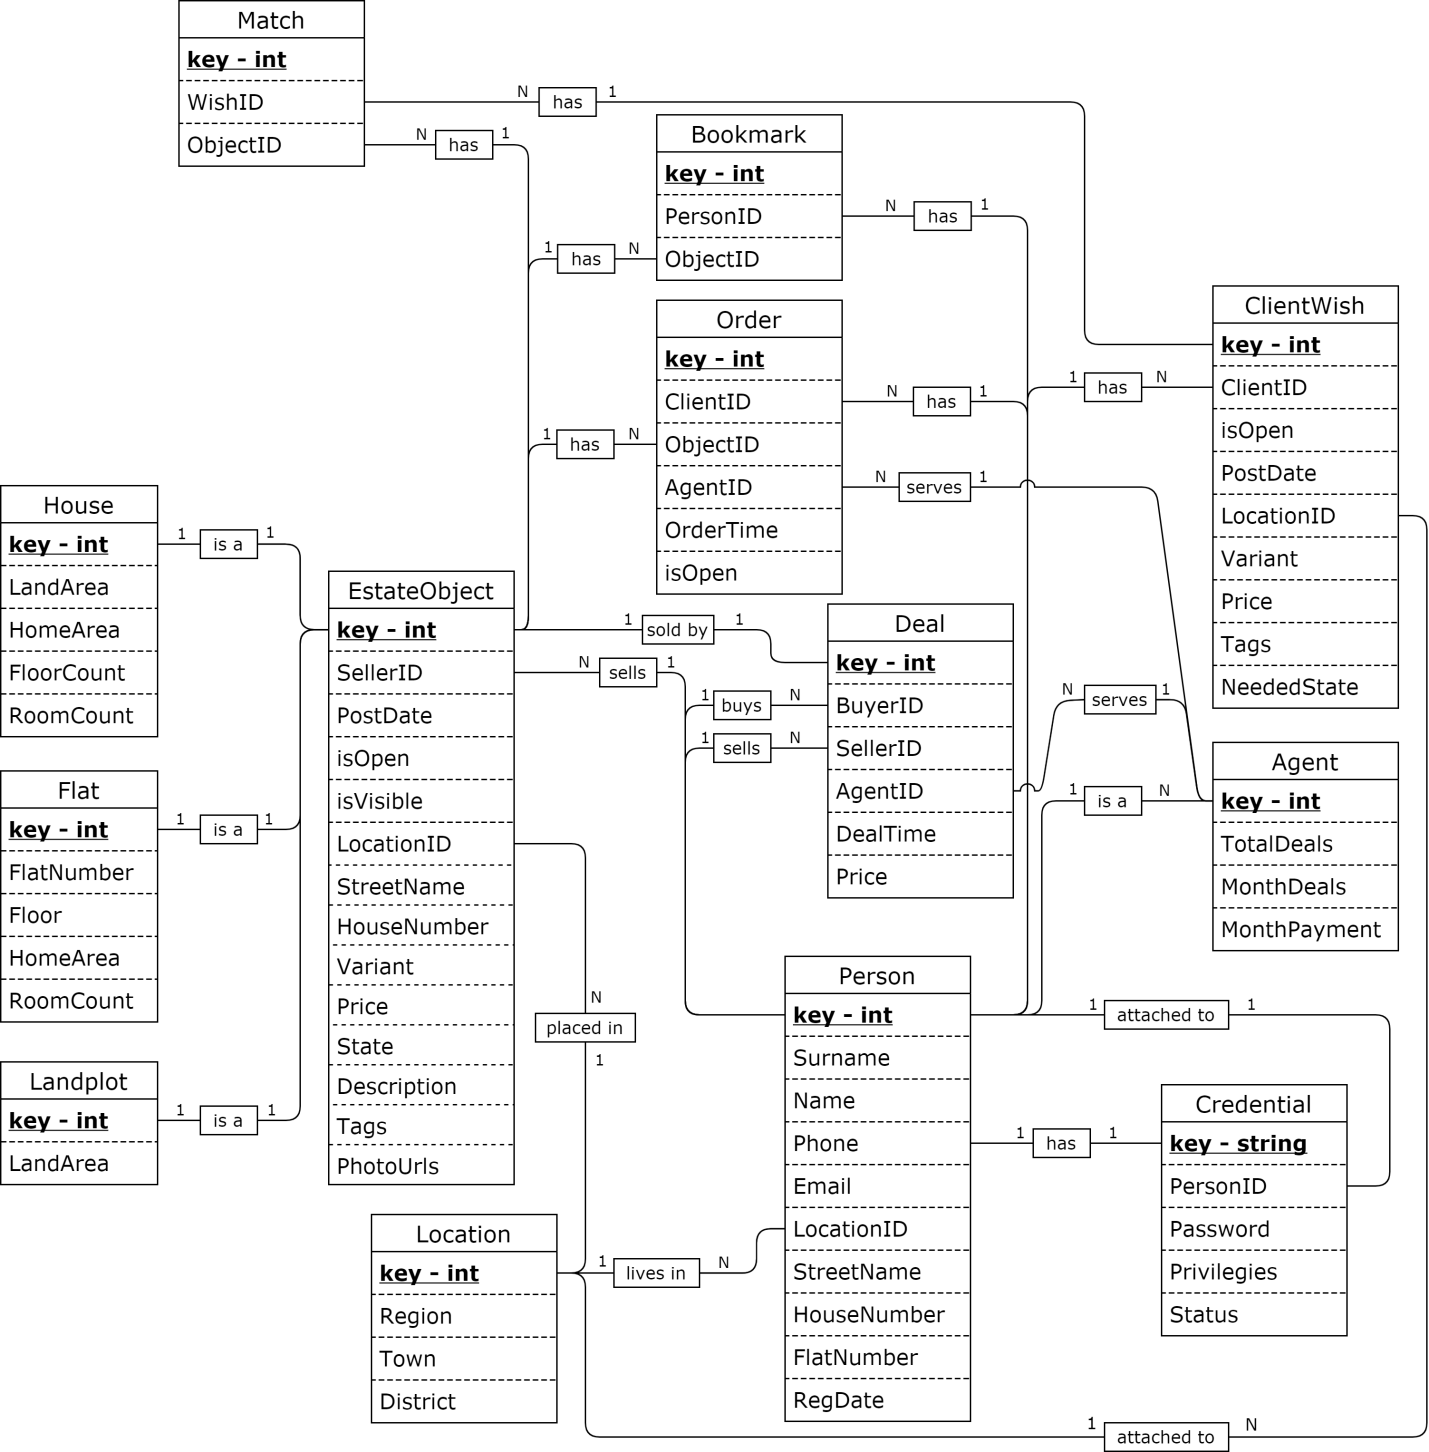 Match
key - int
WishID
ObjectID
N has 1
N has 1
Bookmark
key - int
PersonID
ObjectID
N has 1
1 has N
Order
key - int
ClientID
ObjectID
AgentID
OrderTime
isOpen
N has 1
1 has N
N serves 1
ClientWish
key - int
ClientID
isOpen
PostDate
LocationID
Variant
Price
Tags
NeededState
1 has N
House
key - int
LandArea
HomeArea
FloorCount
RoomCount
1 is a 1
Flat
key - int
FlatNumber
Floor
HomeArea
RoomCount
1 is a 1
Landplot
key - int
LandArea
1 is a 1
EstateObject
key - int
SellerID
PostDate
isOpen
isVisible
LocationID
StreetName
HouseNumber
Variant
Price
State
Description
Tags
PhotoUrls
1 sold by 1
N sells 1
1 buys N
1 sells N
Deal
key - int
BuyerID
SellerID
AgentID
DealTime
Price
N serves 1
1 is a N
Agent
key - int
TotalDeals
MonthDeals
MonthPayment
N
placed in
1
Person
key - int
Surname
Name
Phone
Email
LocationID
StreetName
HouseNumber
FlatNumber
RegDate
1 attached to 1
1 has 1
Credential
key - string
PersonID
Password
Privilegies
Status
Location
key - int
Region
Town
District
1 lives in N
1 attached to N